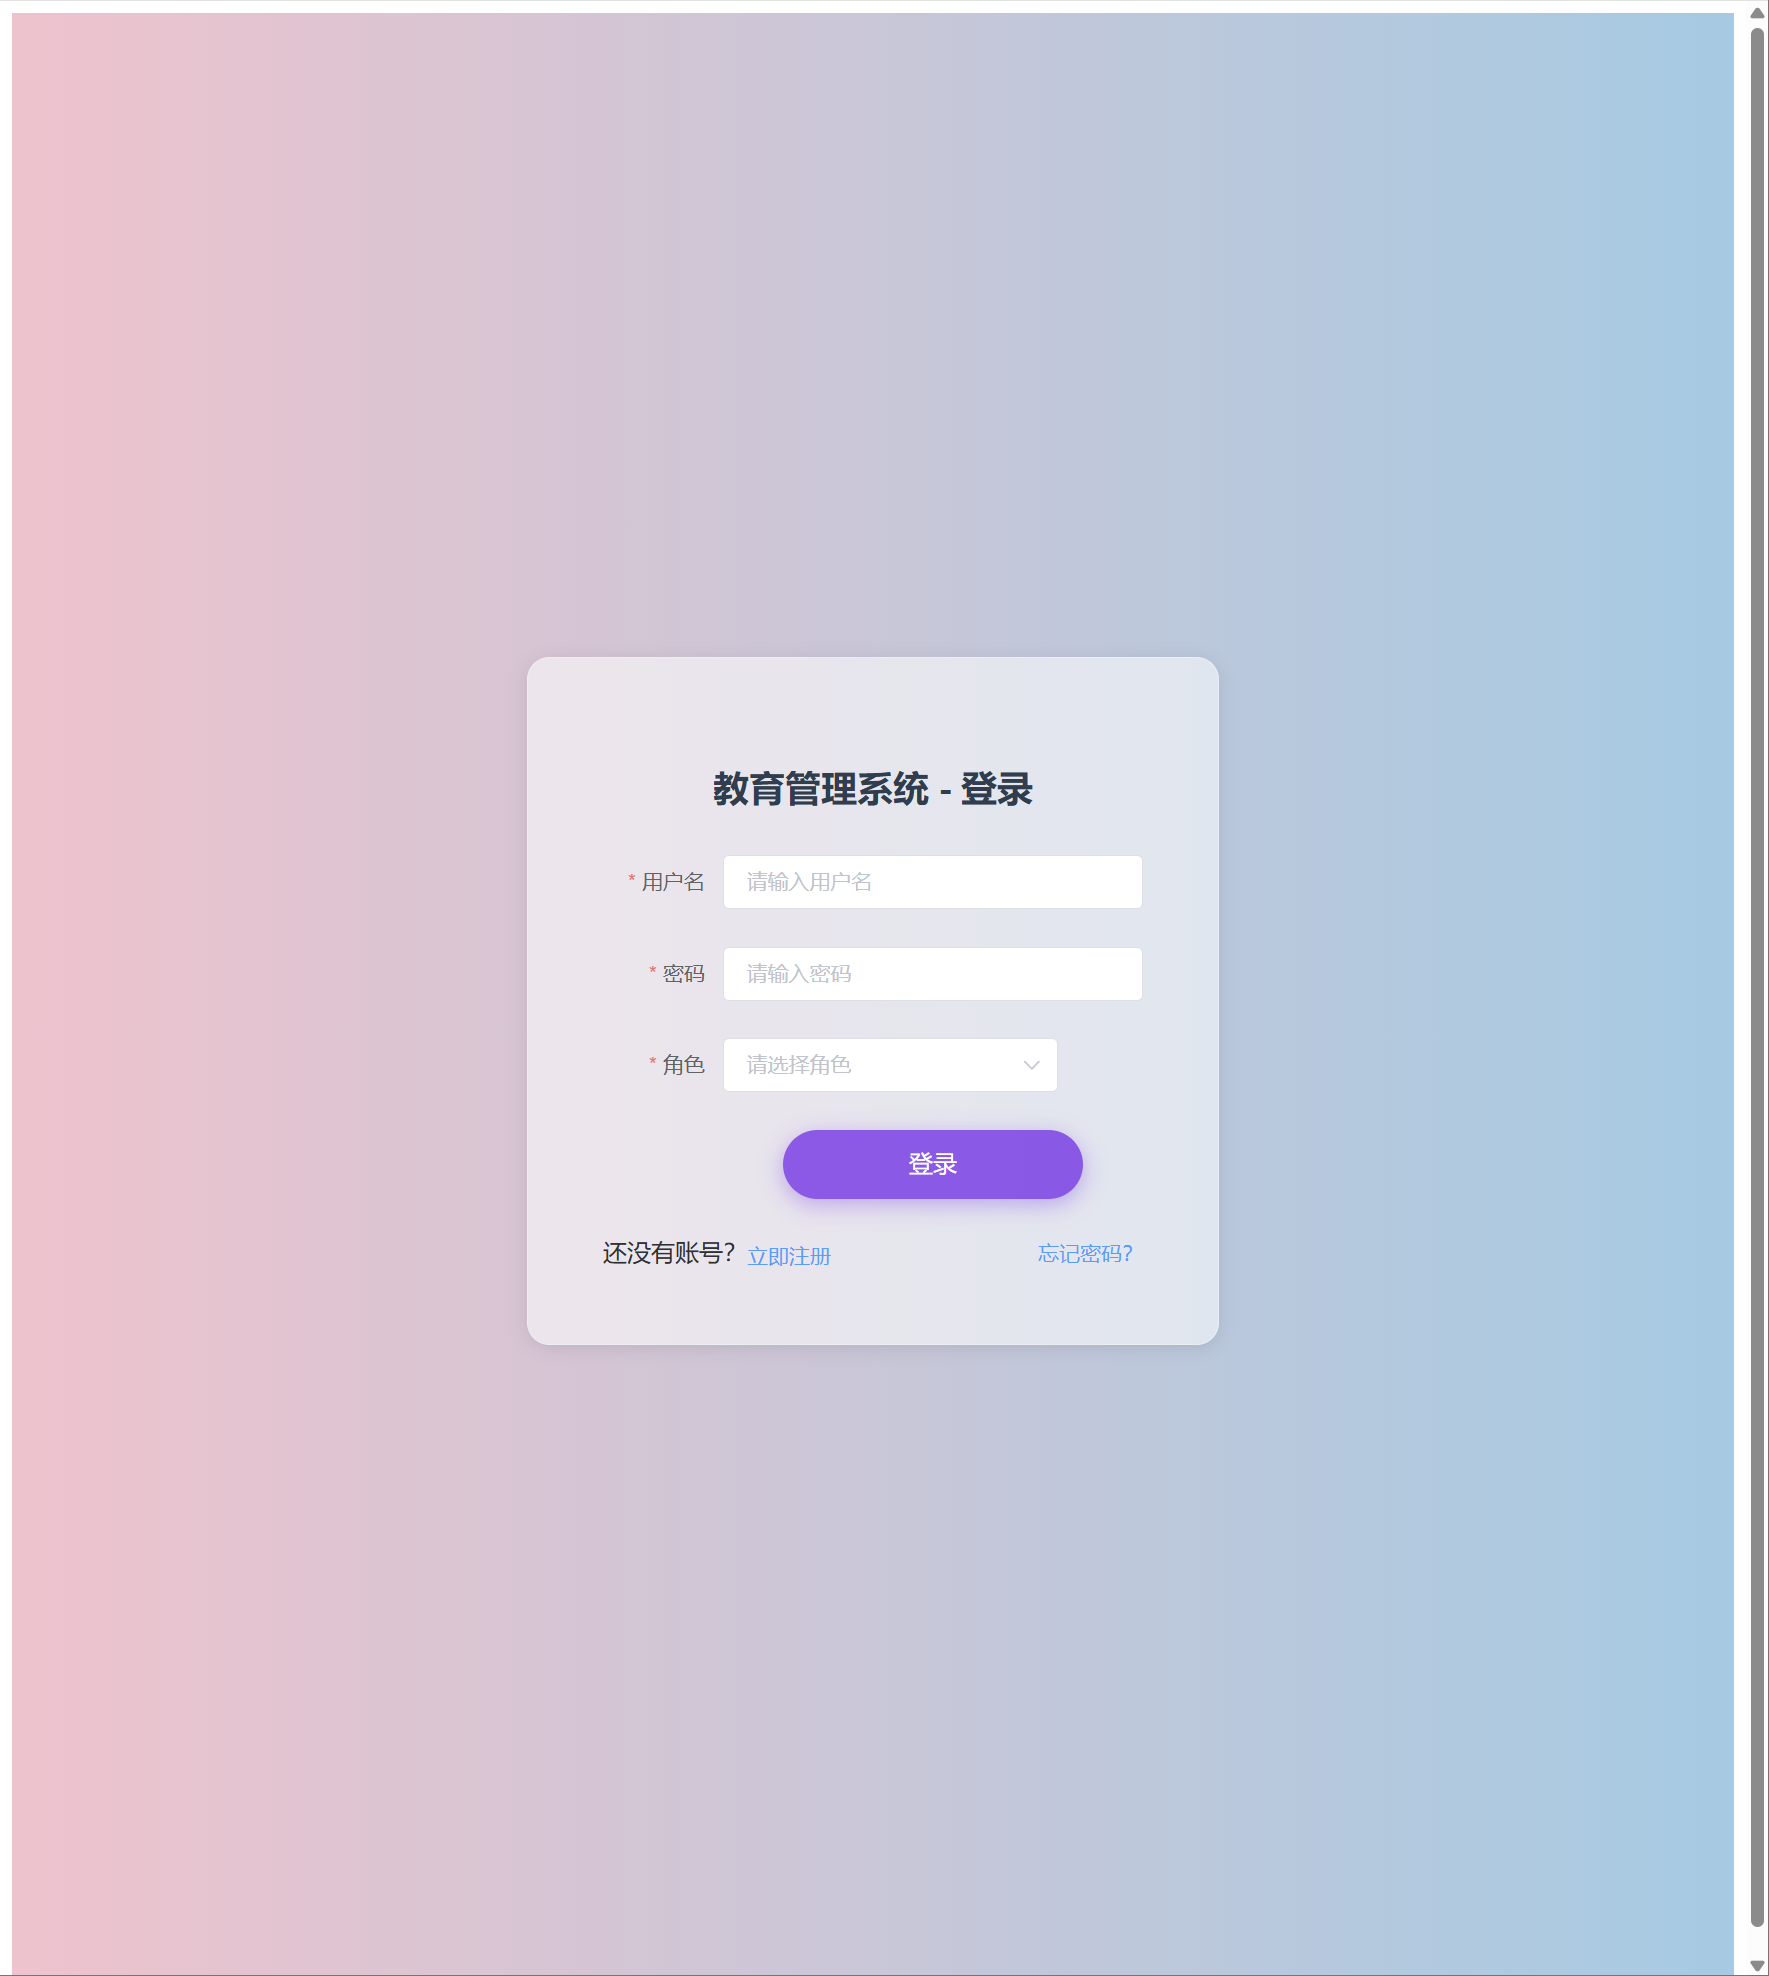 教育管理系统 - 登录
* 用户名 请输入用户名
* 密码 请输入密码
* 角色 请选择角色
登录
还没有账号? 立即注册 忘记密码?